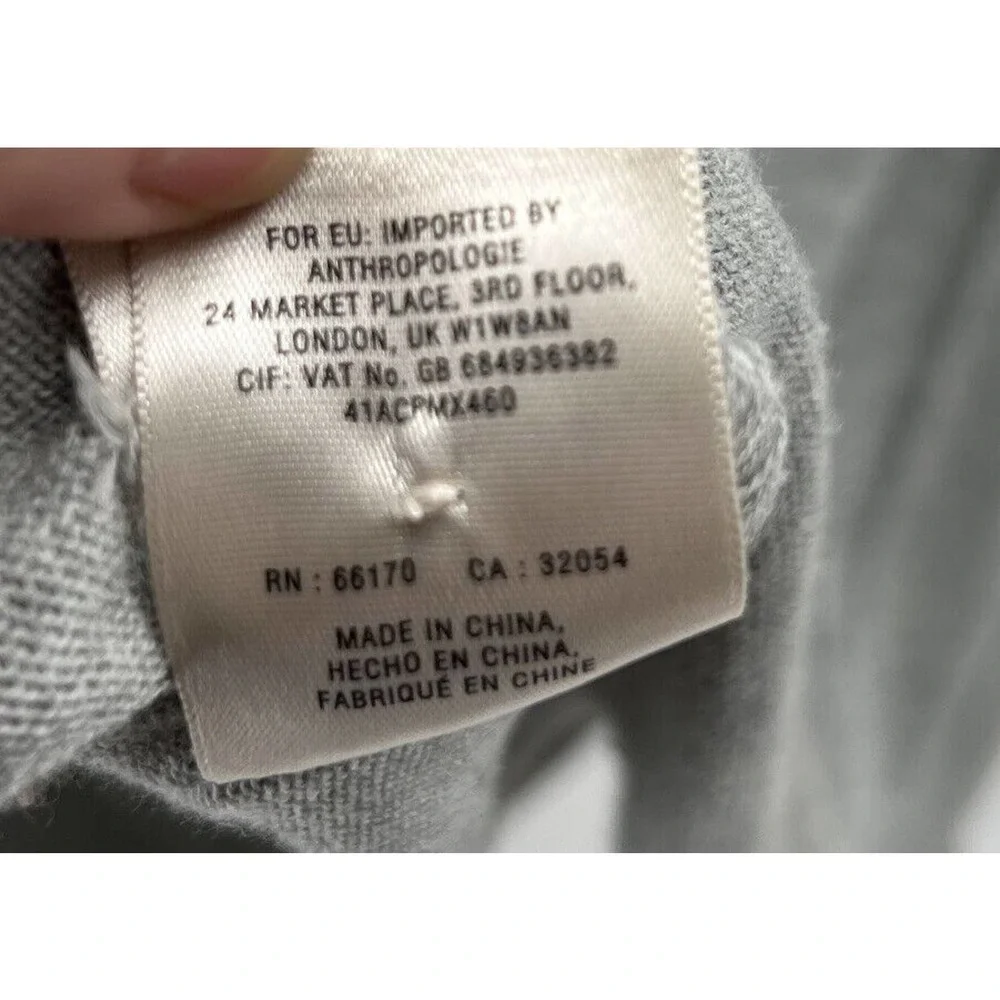 FOR EU: IMPORTED BY
ANTHROPOLOGIE
24 MARKET PLACE, 3RD FLOOR,
LONDON, UK W1W8AN
CIF: VAT No. GB 684936382
RN : 66170 CA : 32054
MADE IN CHINA,
HECHO EN CHINA,
FABRIQUÉ EN CHINE